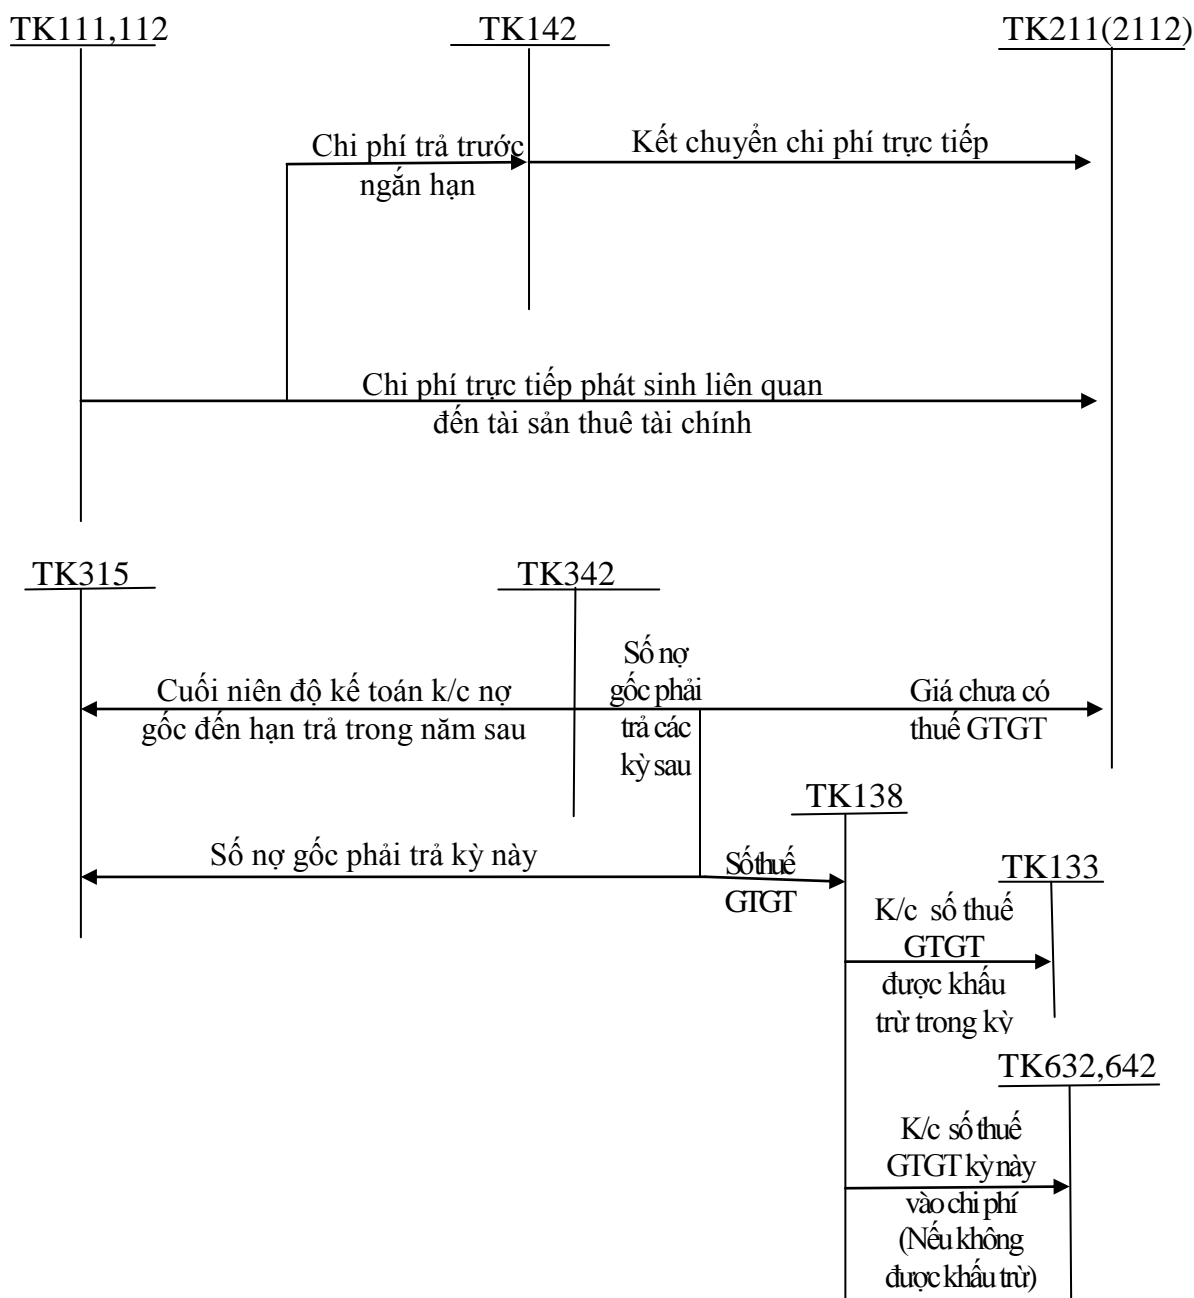 TK111,112
TK142
TK211(2112)
Chi phí trả trước
ngắn hạn
Kết chuyển chi phí trực tiếp
Chi phí trực tiếp phát sinh liên quan
đến tài sản thuê tài chính
TK315
TK342
Cuối niên độ kế toán k/c nợ
gốc đến hạn trả trong năm sau
Số nợ
gốc phải
trả các
kỳ sau
Giá chưa có
thuế GTGT
TK138
Số nợ gốc phải trả kỳ này
Số thuế
GTGT
TK133
K/c số thuế
GTGT
được khấu
trừ trong kỳ
TK632,642
K/c số thuế
GTGT kỳ này
vào chi phí
(Nếu không
được khấu trừ)